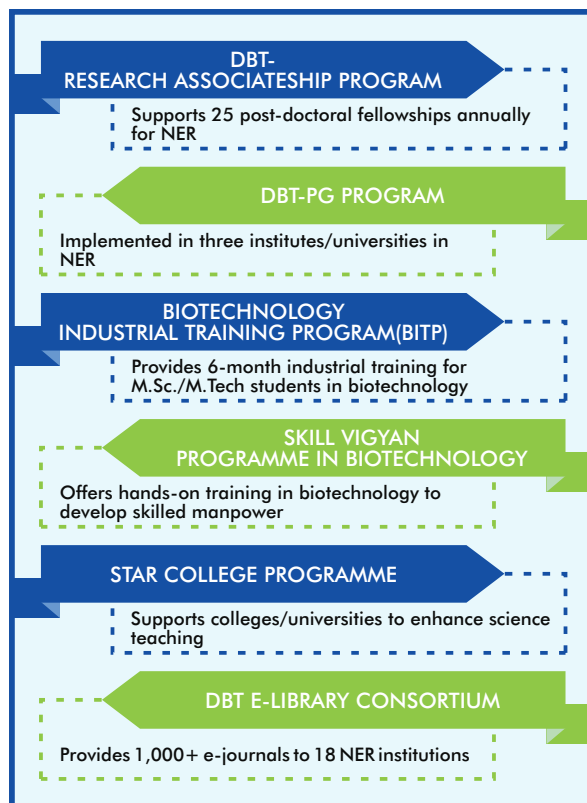 DBT-
RESEARCH ASSOCIATESHIP PROGRAM
Supports 25 post-doctoral fellowships annually
for NER
DBT-PG PROGRAM
Implemented in three institutes/universities in
NER
BIOTECHNOLOGY
INDUSTRIAL TRAINING PROGRAM(BITP)
Provides 6-month industrial training for
M.Sc./M.Tech students in biotechnology
SKILL VIGYAN
PROGRAMME IN BIOTECHNOLOGY
Offers hands-on training in biotechnology to
develop skilled manpower
STAR COLLEGE PROGRAMME
Supports colleges/universities to enhance science
teaching
DBT E-LIBRARY CONSORTIUM
Provides 1,000+ e-journals to 18 NER institutions